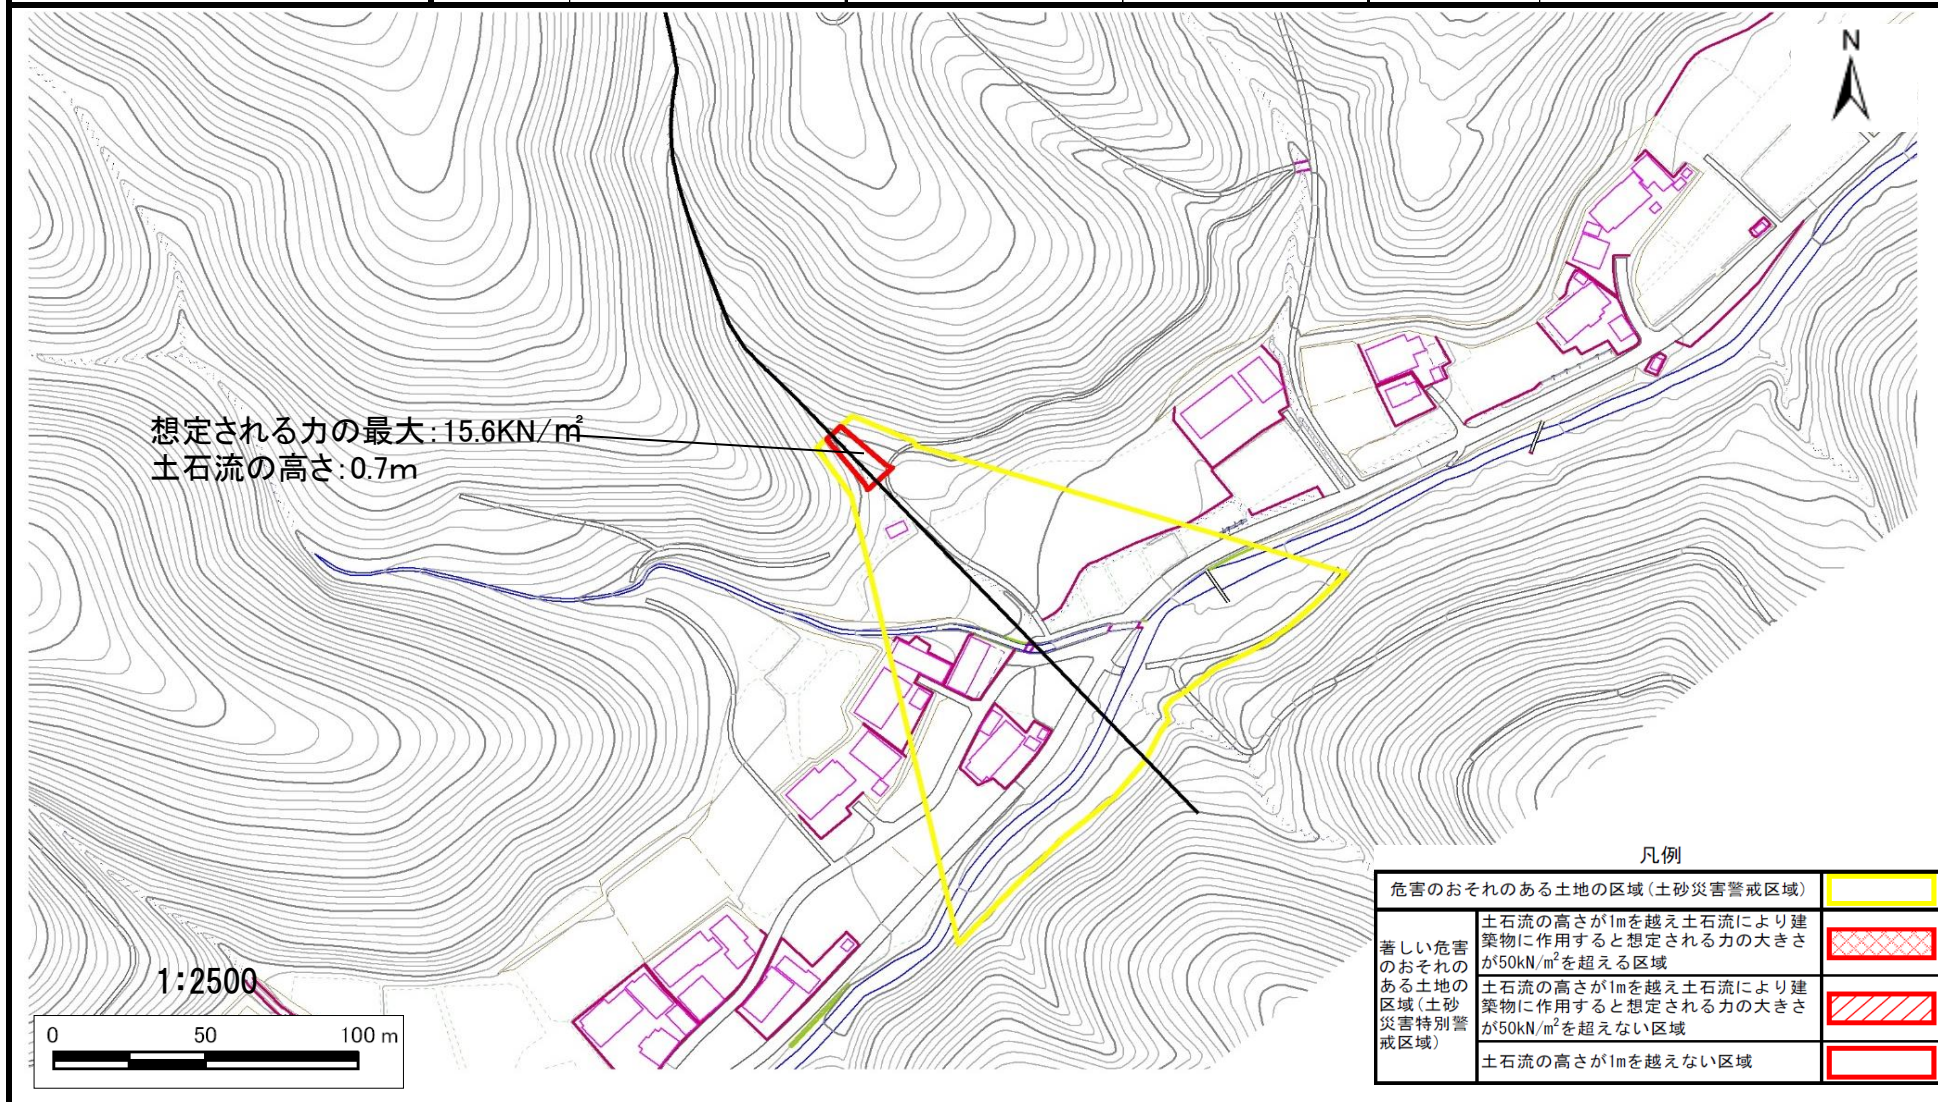 N
想定される力の最大:15.6KN/㎡
土石流の高さ:0.7m
1:2500
0 50 100 m
凡例
危害のおそれのある土地の区域(土砂災害警戒区域)
著しい危害
のおそれの
ある土地の
区域(土砂
災害特別警
戒区域)
土石流の高さが1mを越え土石流により建
築物に作用すると想定される力の大きさ
が50kN/m²を超える区域
土石流の高さが1mを越え土石流により建
築物に作用すると想定される力の大きさ
が50kN/m²を超えない区域
土石流の高さが1mを越えない区域